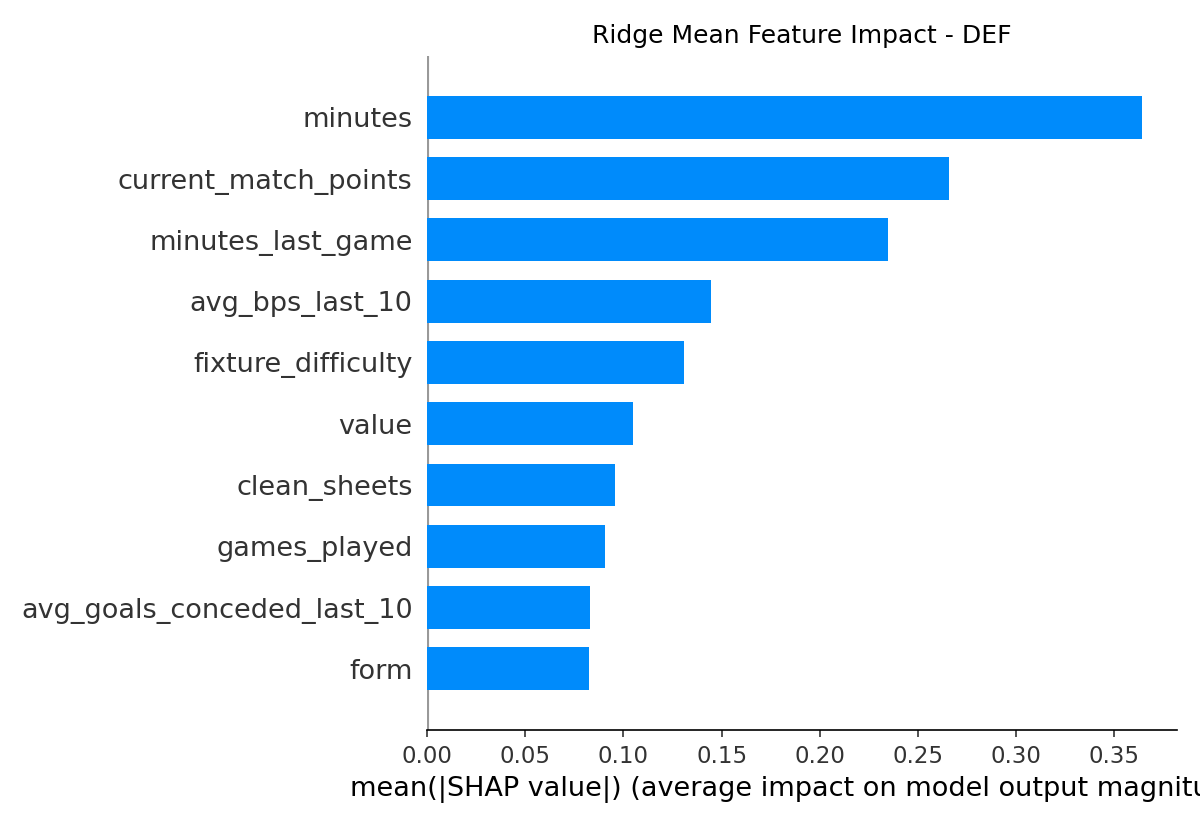 Ridge Mean Feature Impact - DEF
minutes
current_match_points
minutes_last_game
avg_bps_last_10
fixture_difficulty
value
clean_sheets
games_played
avg_goals_conceded_last_10
form
0.00 0.05 0.10 0.15 0.20 0.25 0.30 0.35
mean(|SHAP value|) (average impact on model output magnitu